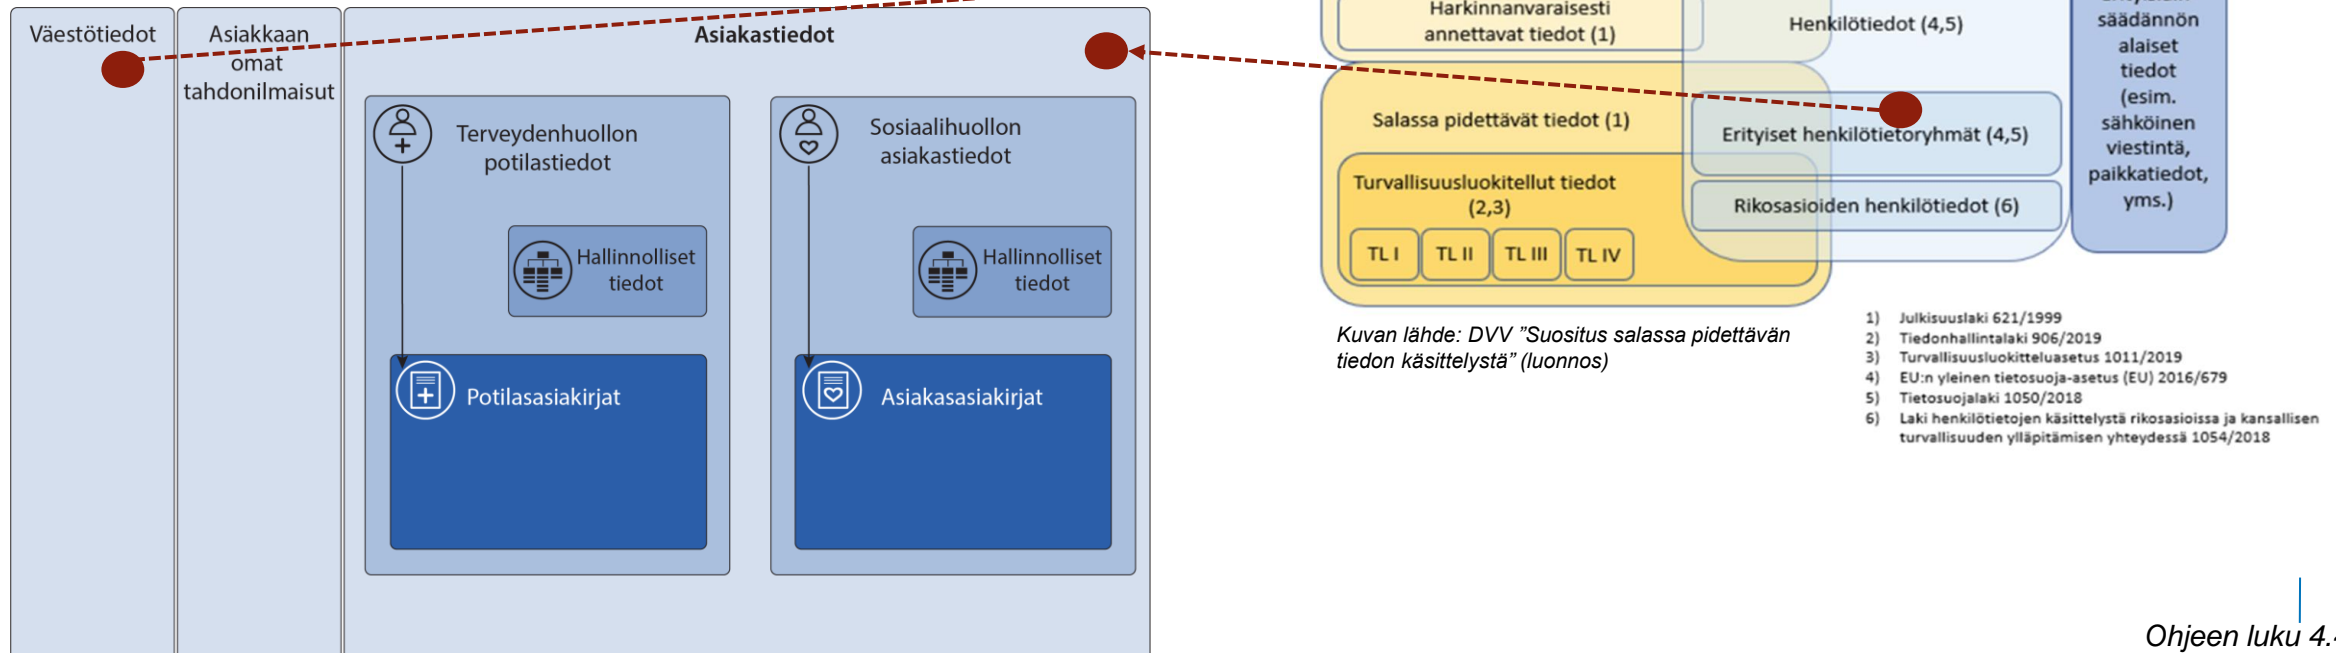 Väestötiedot
Asiakkaan
omat
tahdonilmaisut
Asiakastiedot
Terveydenhuollon
potilastiedot
Hallinnolliset
tiedot
Potilasasiakirjat
Sosiaalihuollon
asiakastiedot
Hallinnolliset
tiedot
Asiakasasiakirjat
Harkinnanvaraisesti
annettavat tiedot (1)
Henkilötiedot (4,5)
säädännön
alaiset
tiedot
(esim.
sähköinen
viestintä,
paikkatiedot,
yms.)
Salassa pidettävät tiedot (1)
Erityiset henkilötietoryhmät (4,5)
Turvallisuusluokitellut tiedot
(2,3)
Rikosasioiden henkilötiedot (6)
TL I
TL II
TL III
TL IV
Kuvan lähde: DVV ”Suositus salassa pidettävän
tiedon käsittelystä” (luonnos)
1) Julkisuuslaki 621/1999
2) Tiedonhallintalaki 906/2019
3) Turvallisuusluokitteluasetus 1011/2019
4) EU:n yleinen tietosuoja-asetus (EU) 2016/679
5) Tietosuojalaki 1050/2018
6) Laki henkilötietojen käsittelystä rikosasioissa ja kansallisen
turvallisuuden ylläpitämisen yhteydessä 1054/2018
Ohjeen luku 4.